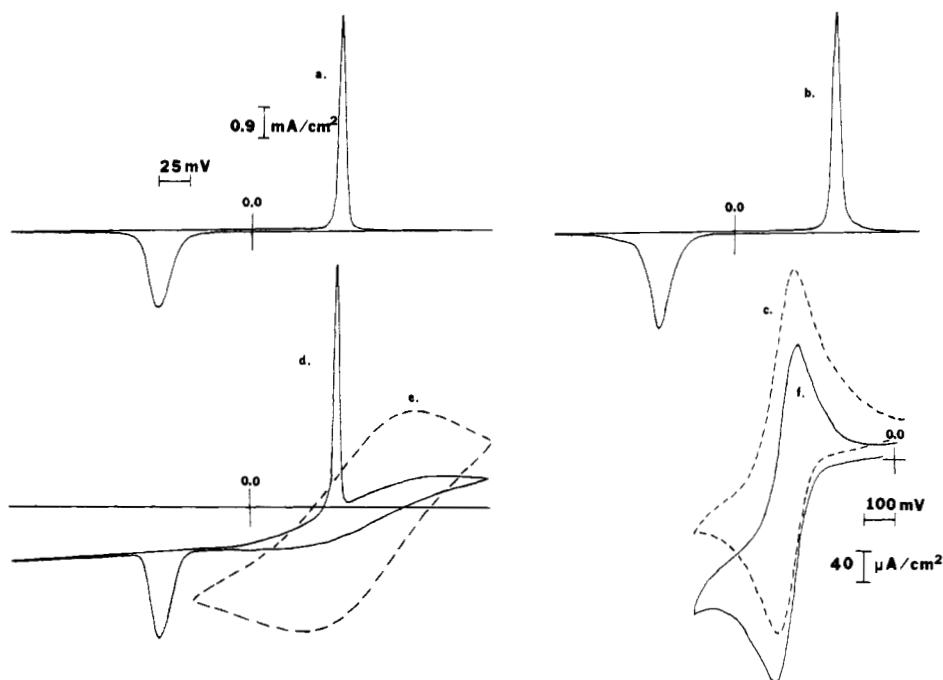 a.
0.9 mA/cm²
25 mV
0.0
b.
0.0
c.
d.
e.
0.0
f.
0.0
100 mV
40 μA/cm²